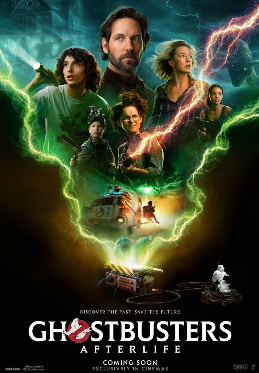 DISCOVER THE PAST. SAVE THE FUTURE.
GHOSTBUSTERS
AFTERLIFE
COMING SOON
EXCLUSIVELY IN CINEMAS